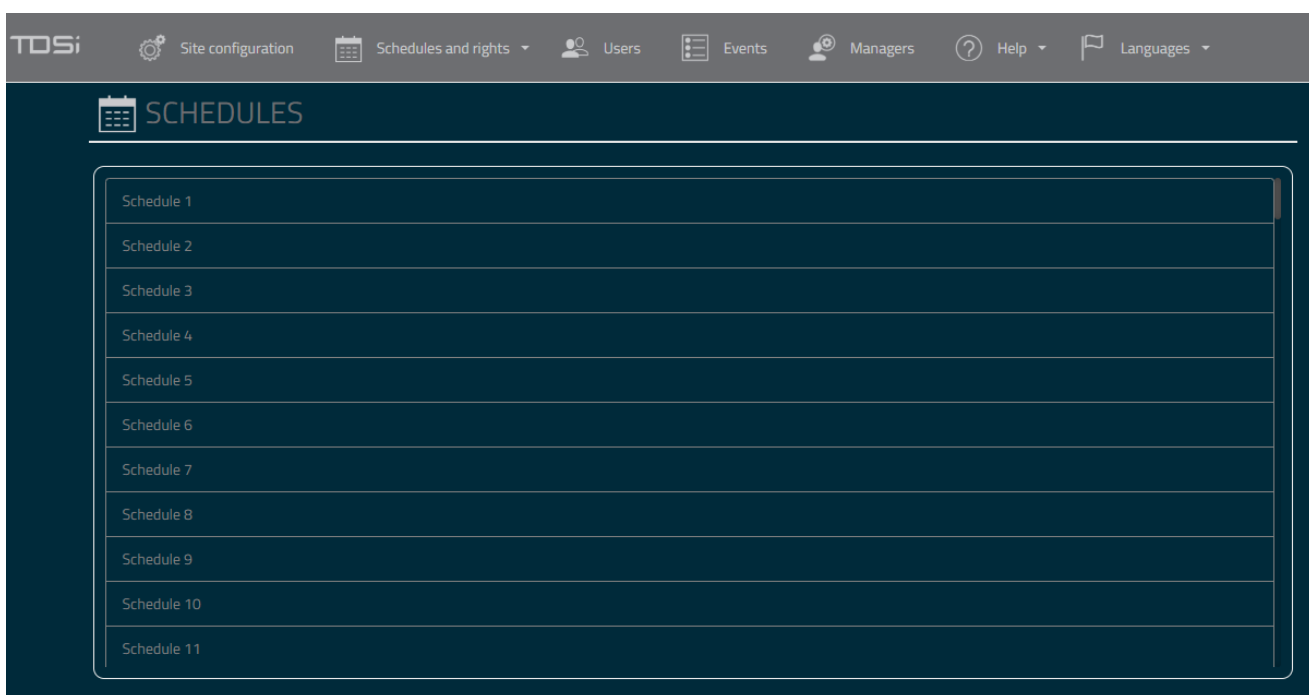 TDSi Site configuration Schedules and rights Users Events Managers Help Languages
SCHEDULES
Schedule 1
Schedule 2
Schedule 3
Schedule 4
Schedule 5
Schedule 6
Schedule 7
Schedule 8
Schedule 9
Schedule 10
Schedule 11